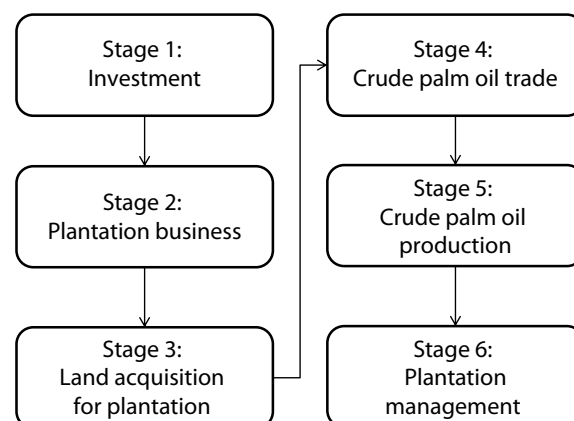 Stage 1:
Investment
Stage 2:
Plantation business
Stage 3:
Land acquisition
for plantation
Stage 4:
Crude palm oil trade
Stage 5:
Crude palm oil
production
Stage 6:
Plantation
management